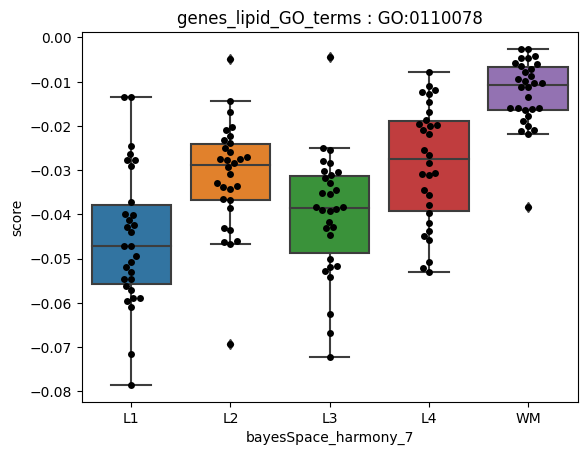 genes_lipid_GO_terms : GO:0110078
0.00
−0.01
−0.02
−0.03
−0.04
−0.05
−0.06
−0.07
−0.08
score
L1 L2 L3 L4 WM
bayesSpace_harmony_7